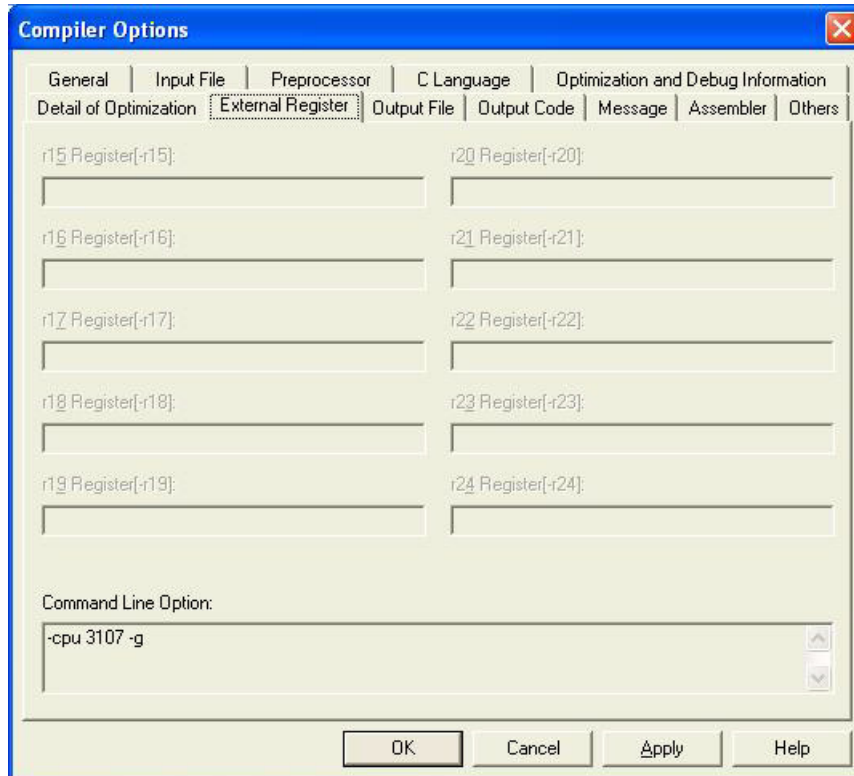 Compiler Options
General Input File Preprocessor C Language Optimization and Debug Information
Detail of Optimization External Register Output File Output Code Message Assembler Others
r15 Register[-r15]: r20 Register[-r20]:
r16 Register[-r16]: r21 Register[-r21]:
r17 Register[-r17]: r22 Register[-r22]:
r18 Register[-r18]: r23 Register[-r23]:
r19 Register[-r19]: r24 Register[-r24]:
Command Line Option:
-cpu 3107 -g
OK Cancel Apply Help